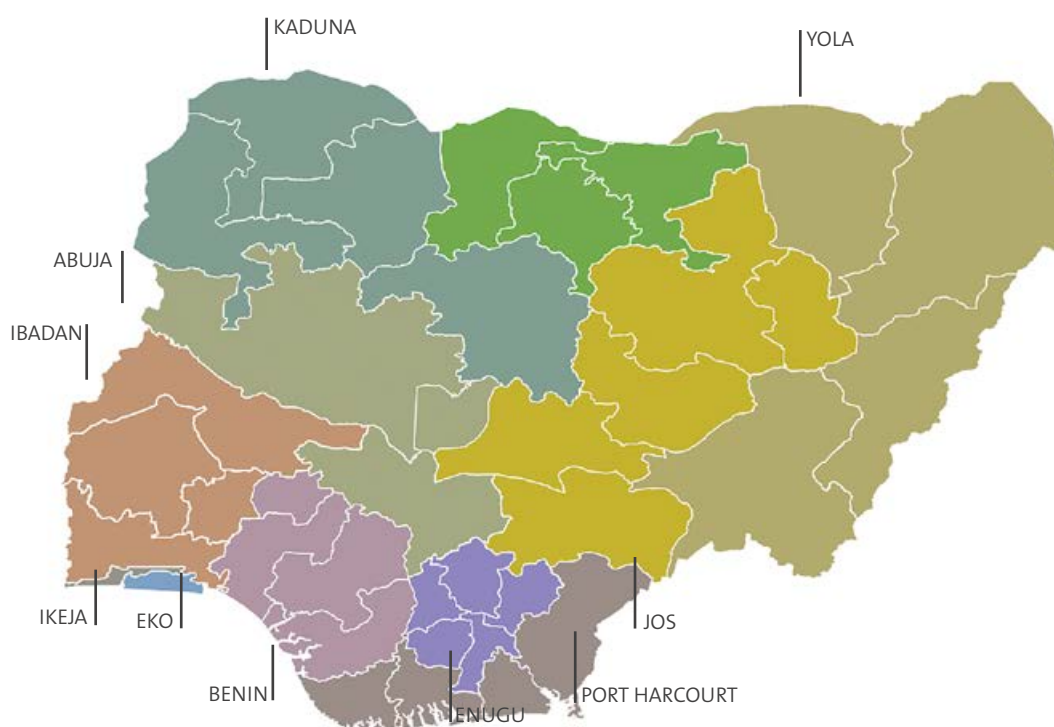 KADUNA
YOLA
ABUJA
IBADAN
IKEJA
EKO
JOS
BENIN
PORT HARCOURT
ENUGU